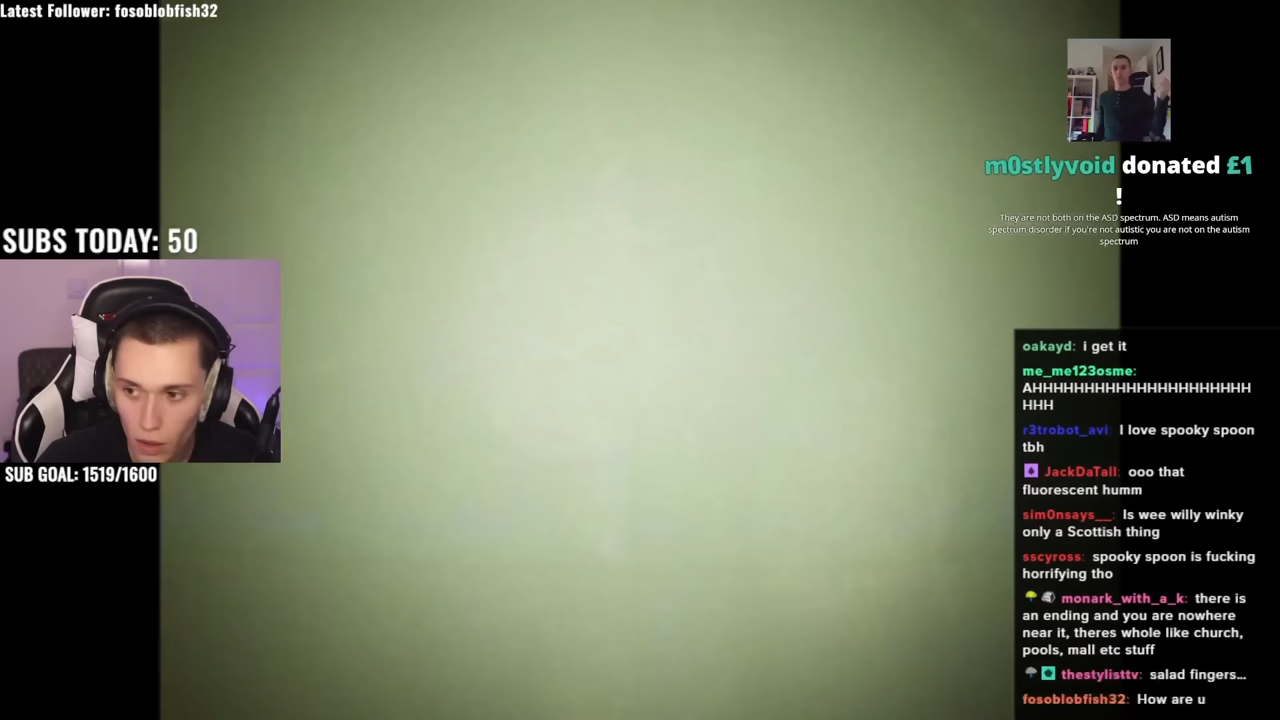 Latest Follower: fosoblobfish32
m0stlyvoid donated £1
!
They are not both on the ASD spectrum. ASD means autism
spectrum disorder if you're not autistic you are not on the autism
spectrum
SUBS TODAY: 50
SUB GOAL: 1519/1600
oakayd: i get it
me_me123osme:
AHHHHHHHHHHHHHHHHHHHHH
HHH
r3trobot_avi: I love spooky spoon
tbh
JackDaTall: ooo that
fluorescent humm
sim0nsays__: Is wee willy winky
only a Scottish thing
sscyross: spooky spoon is fucking
horrifying tho
monark_with_a_k: there is
an ending and you are nowhere
near it, theres whole like church,
pools, mall etc stuff
thestylisttv: salad fingers...
fosoblobfish32: How are u